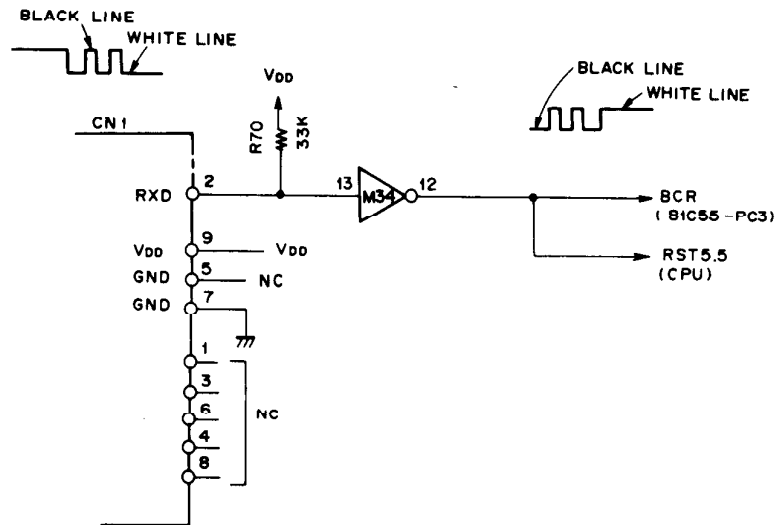 BLACK LINE
WHITE LINE
VDD
BLACK LINE
WHITE LINE
CN1
R70
33K
RXD
2
13
M34
12
BCR
(81C55-PC3)
VDD
9
VDD
RST5.5
(CPU)
GND
5
NC
GND
7
1
3
6
NC
4
8